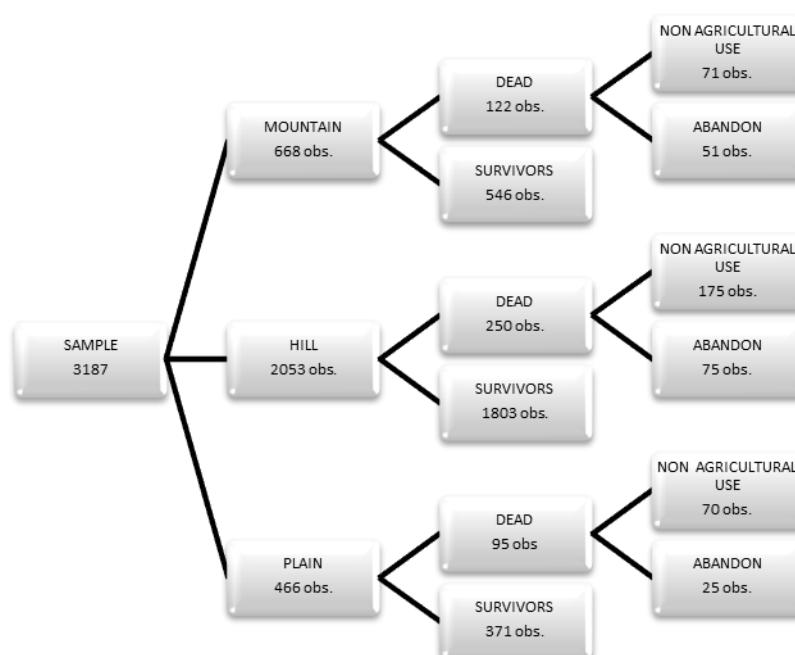 SAMPLE
3187
MOUNTAIN
668 obs.
DEAD
122 obs.
NON AGRICULTURAL
USE
71 obs.
ABANDON
51 obs.
SURVIVORS
546 obs.
HILL
2053 obs.
DEAD
250 obs.
NON AGRICULTURAL
USE
175 obs.
ABANDON
75 obs.
SURVIVORS
1803 obs.
PLAIN
466 obs.
DEAD
95 obs
NON AGRICULTURAL
USE
70 obs.
ABANDON
25 obs.
SURVIVORS
371 obs.